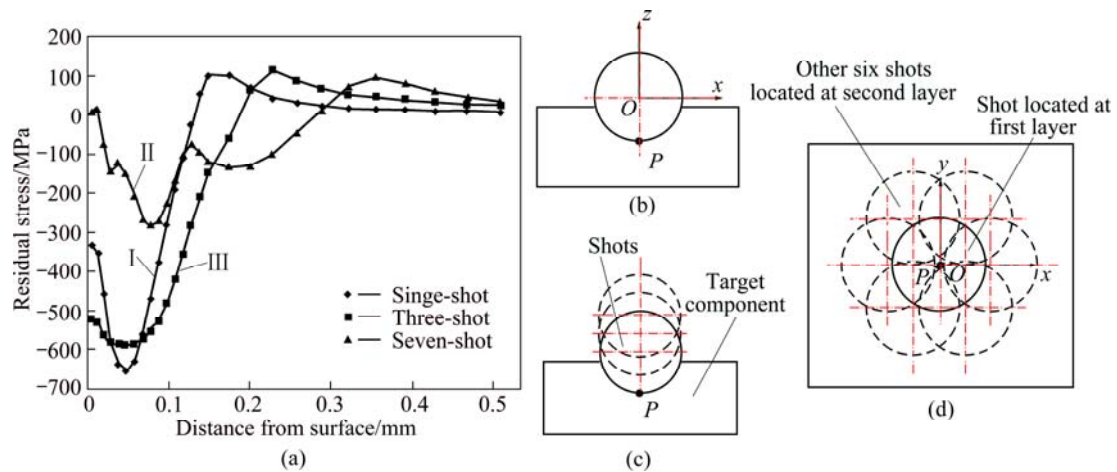 200
100
0
−100
−200
−300
−400
−500
−600
−700
Residual stress/MPa
II
I
III
Singe-shot
Three-shot
Seven-shot
0 0.1 0.2 0.3 0.4 0.5
Distance from surface/mm
(a)
z
O
x
P
(b)
Shots
Target
component
P
(c)
Other six shots
located at second layer
Shot located at
first layer
y
P O x
(d)